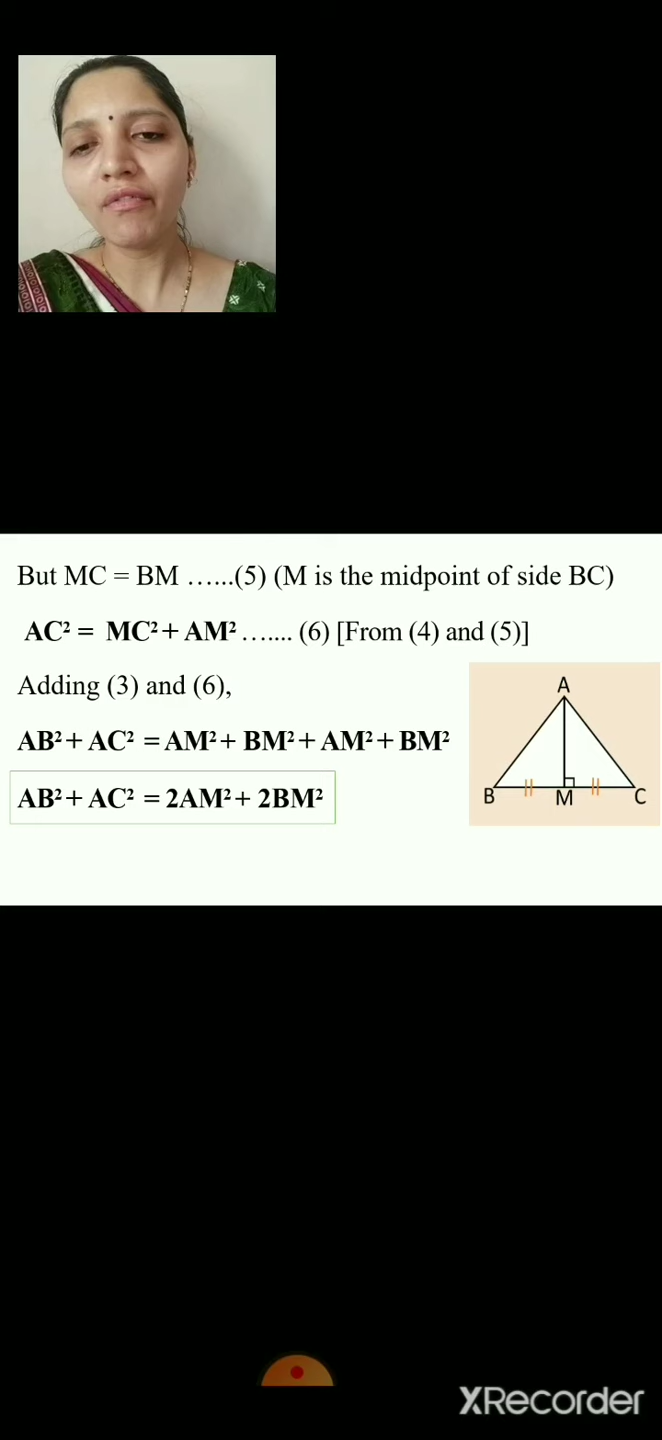 But MC = BM ......(5) (M is the midpoint of side BC)
AC² = MC² + AM² ....... (6) [From (4) and (5)]
Adding (3) and (6),
AB² + AC² = AM² + BM² + AM² + BM²
AB² + AC² = 2AM² + 2BM²
A
B M C
XRecorder